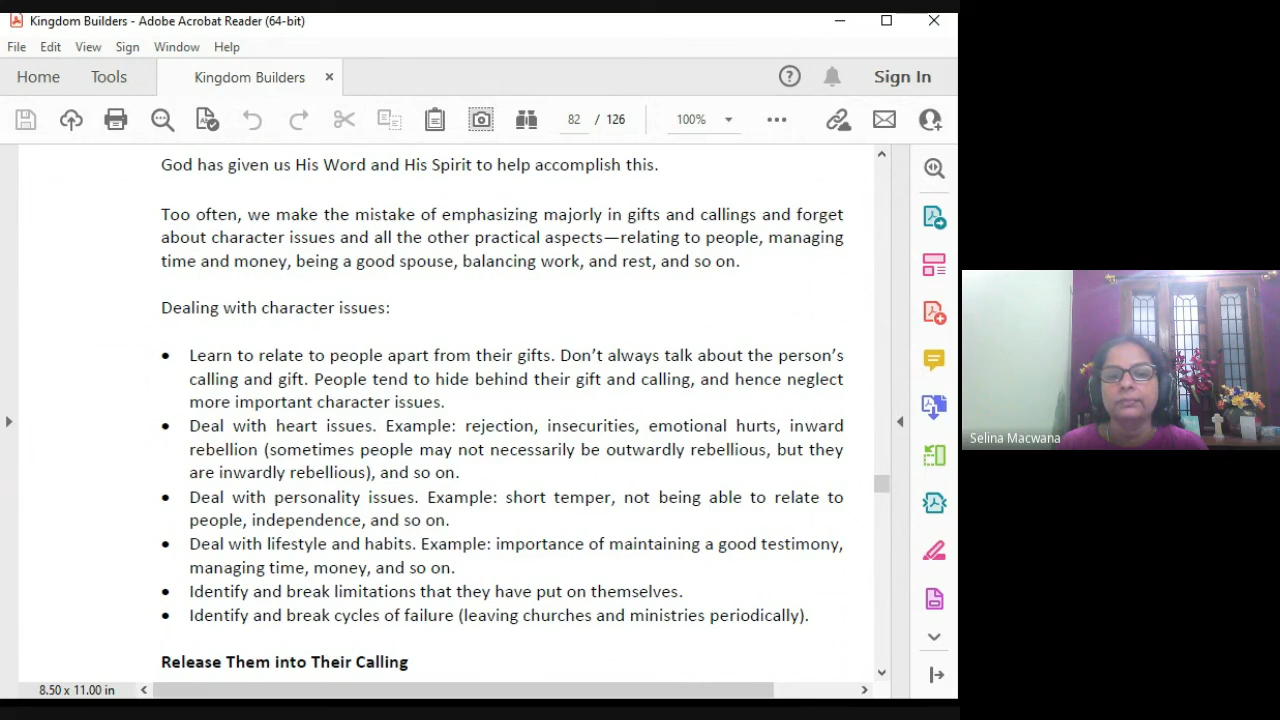 Kingdom Builders - Adobe Acrobat Reader (64-bit)
File Edit View Sign Window Help
Home Tools Kingdom Builders × Sign In
82 / 126 100%
God has given us His Word and His Spirit to help accomplish this.
Too often, we make the mistake of emphasizing majorly in gifts and callings and forget
about character issues and all the other practical aspects—relating to people, managing
time and money, being a good spouse, balancing work, and rest, and so on.
Dealing with character issues:
• Learn to relate to people apart from their gifts. Don’t always talk about the person’s
calling and gift. People tend to hide behind their gift and calling, and hence neglect
more important character issues.
• Deal with heart issues. Example: rejection, insecurities, emotional hurts, inward
rebellion (sometimes people may not necessarily be outwardly rebellious, but they
are inwardly rebellious), and so on.
• Deal with personality issues. Example: short temper, not being able to relate to
people, independence, and so on.
• Deal with lifestyle and habits. Example: importance of maintaining a good testimony,
managing time, money, and so on.
• Identify and break limitations that they have put on themselves.
• Identify and break cycles of failure (leaving churches and ministries periodically).
Release Them into Their Calling
8.50 x 11.00 in
Selina Macwana